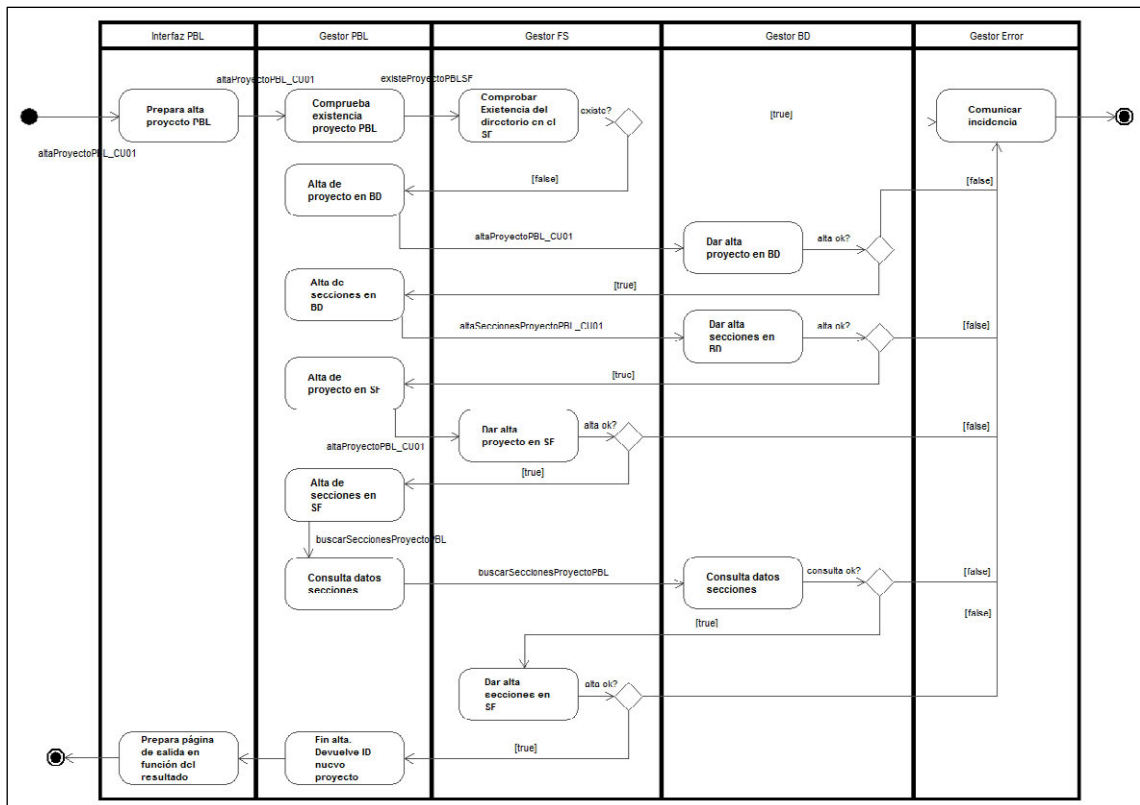 Interfaz PBL
Gestor PBL
Gestor FS
Gestor BD
Gestor Error
altaProyectoPBL_CU01
existeProyectoPBLSF
Prepara alta
proyecto PBL
Comprueba
existencia
proyecto PBL
Comprobar
Existencia del
directorio en el
SF
existe?
[true]
Comunicar
incidencia
altaProyectoPBL_CU01
[false]
Alta de
proyecto en BD
[false]
altaProyectoPBL_CU01
Dar alta
proyecto en BD
alta ok?
[true]
Alta de
secciones en
BD
altaSeccionesProyectoPBL_CU01
Dar alta
secciones en
BD
alta ok?
[false]
[true]
Alta de
proyecto en SF
Dar alta
proyecto en SF
alta ok?
[false]
altaProyectoPBL_CU01
[true]
Alta de
secciones en
SF
buscarSeccionesProyectoPBL
Consulta datos
secciones
buscarSeccionesProyectoPBL
Consulta datos
secciones
consulta ok?
[false]
[false]
[true]
Dar alta
secciones en
SF
alta ok?
[true]
Prepara página
de salida en
función del
resultado
Fin alta.
Devuelve ID
nuevo
proyecto